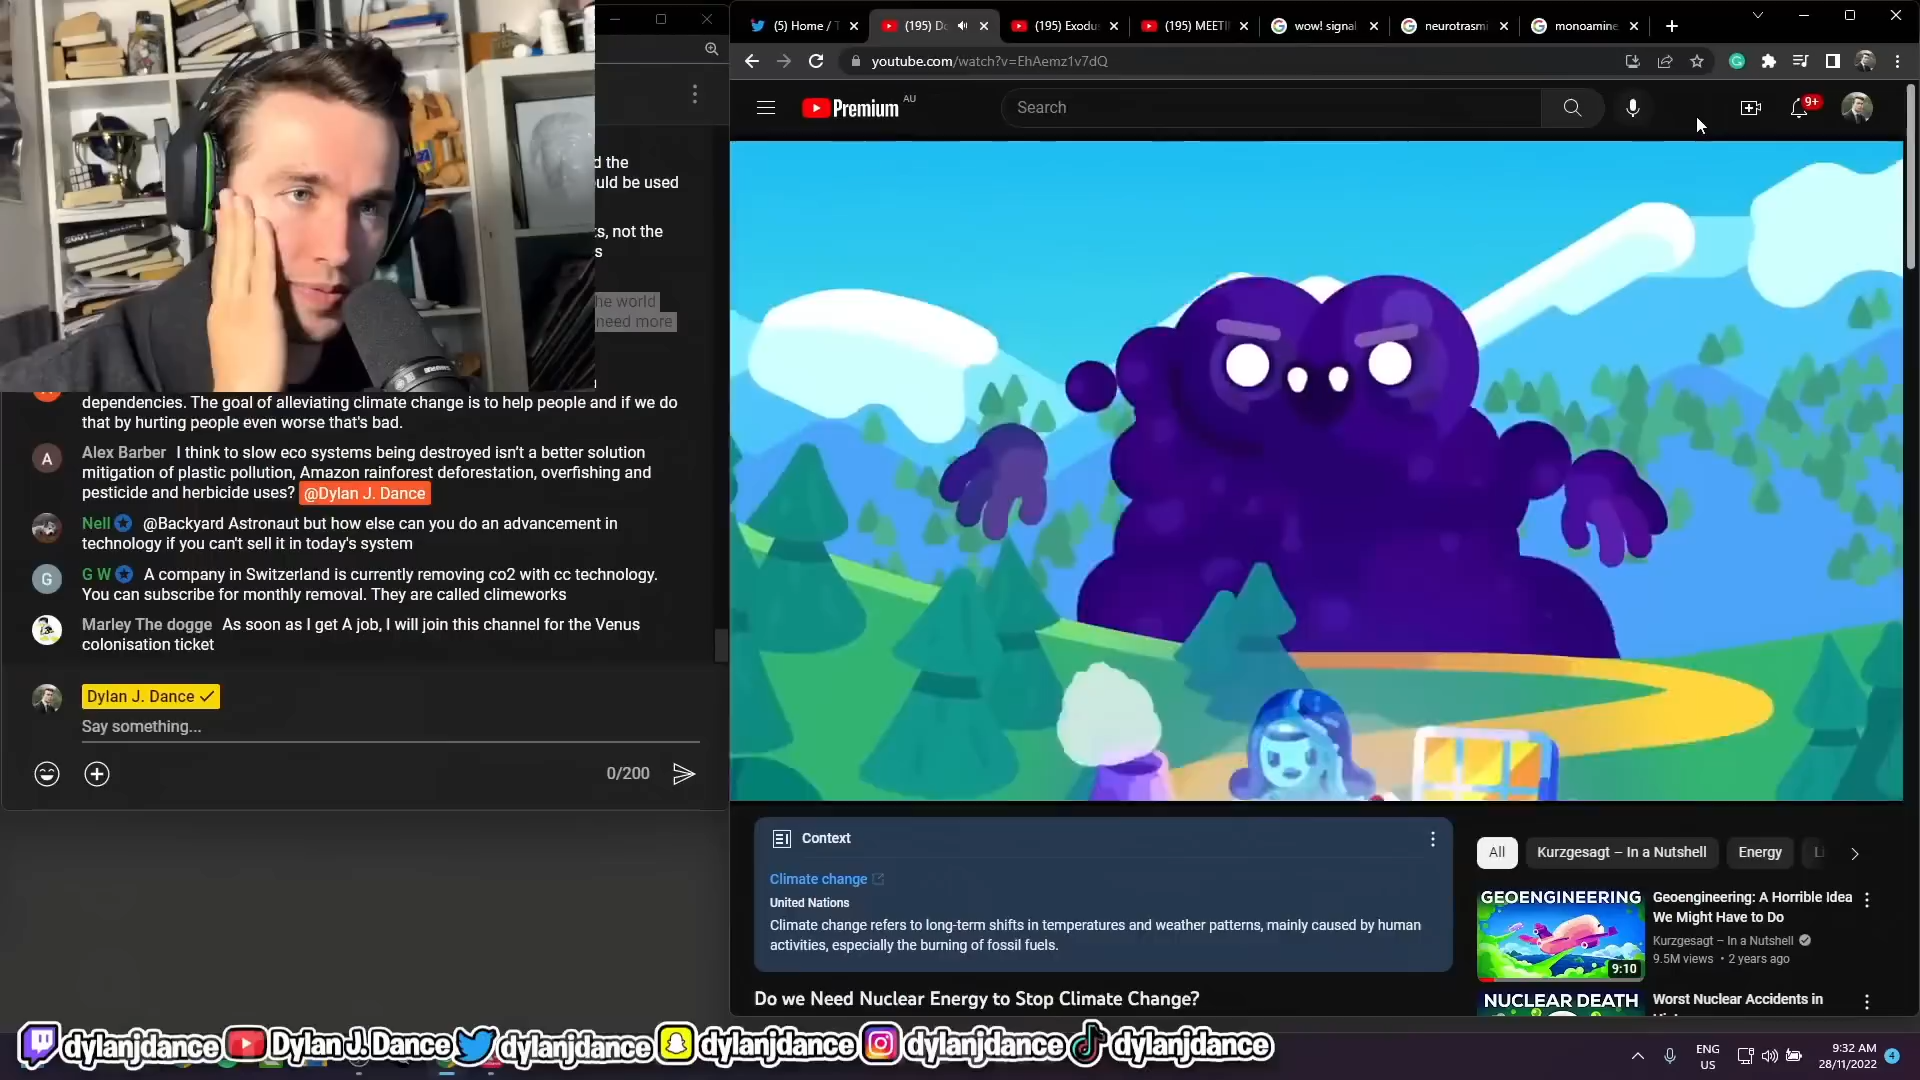 (5) Home / T
(195) Do
(195) Exodu
(195) MEETI
wow! signal
neurotrasmi
monoamine
youtube.com/watch?v=EhAemz1v7dQ
Premium AU
Search
9+
d the
uld be used
s, not the
s
he world
need more
dependencies. The goal of alleviating climate change is to help people and if we do
that by hurting people even worse that's bad.
A
Alex Barber I think to slow eco systems being destroyed isn't a better solution
mitigation of plastic pollution, Amazon rainforest deforestation, overfishing and
pesticide and herbicide uses? @Dylan J. Dance
Nell @Backyard Astronaut but how else can you do an advancement in
technology if you can't sell it in today's system
G
G W A company in Switzerland is currently removing co2 with cc technology.
You can subscribe for monthly removal. They are called climeworks
Marley The dogge As soon as I get A job, I will join this channel for the Venus
colonisation ticket
Dylan J. Dance
Say something...
0/200
Context
Climate change
United Nations
Climate change refers to long-term shifts in temperatures and weather patterns, mainly caused by human
activities, especially the burning of fossil fuels.
Do we Need Nuclear Energy to Stop Climate Change?
All
Kurzgesagt – In a Nutshell
Energy
GEOENGINEERING
9:10
Geoengineering: A Horrible Idea
We Might Have to Do
Kurzgesagt – In a Nutshell
9.5M views • 2 years ago
NUCLEAR DEATH
Worst Nuclear Accidents in
dylanjdance
Dylan J. Dance
dylanjdance
dylanjdance
dylanjdance
dylanjdance
ENG
US
9:32 AM
28/11/2022
4